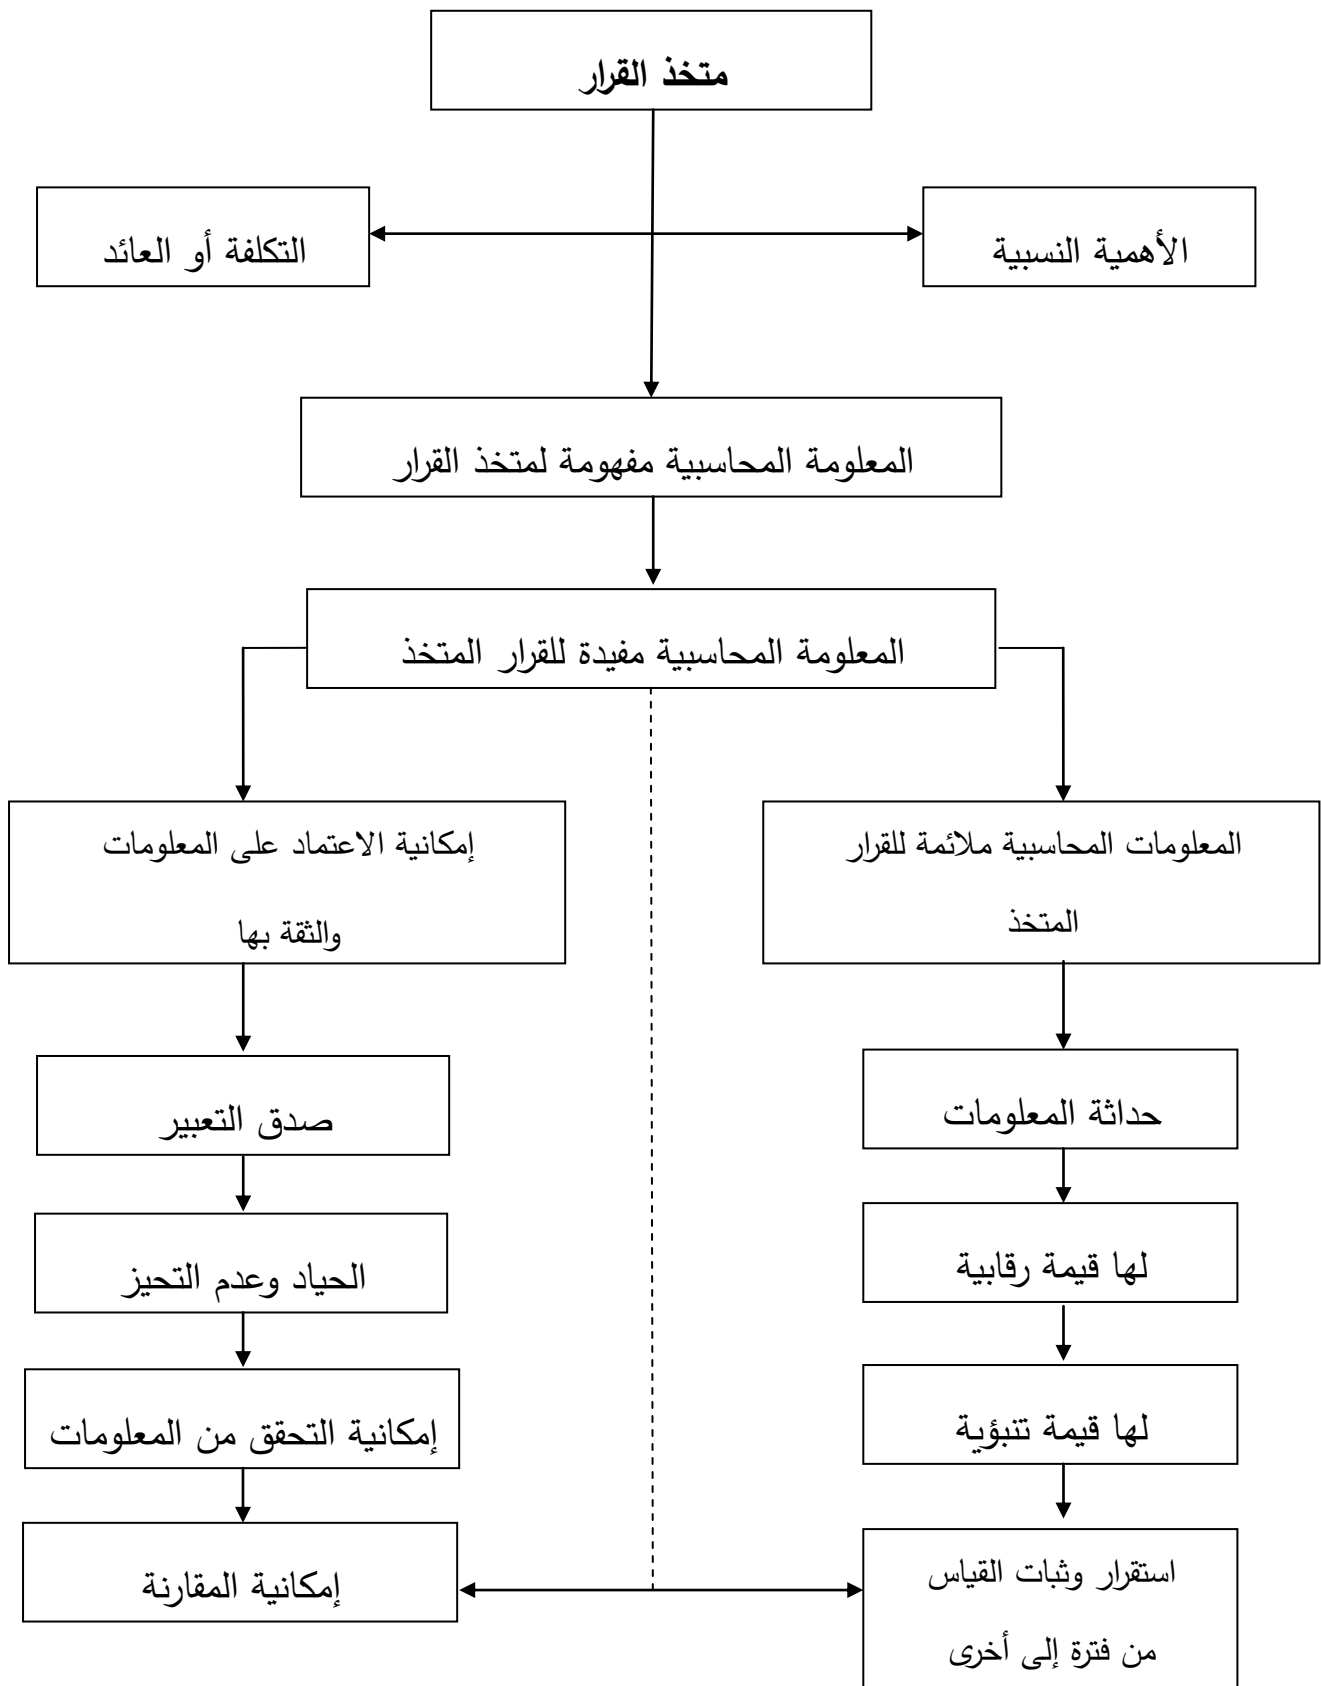 متخذ القرار
الأهمية النسبية
التكلفة أو العائد
المعلومة المحاسبية مفهومة لمتخذ القرار
المعلومة المحاسبية مفيدة للقرار المتخذ
المعلومات المحاسبية ملائمة للقرار
المتخذ
إمكانية الاعتماد على المعلومات
والثقة بها
حداثة المعلومات
صدق التعبير
لها قيمة رقابية
الحياد وعدم التحيز
لها قيمة تنبؤية
إمكانية التحقق من المعلومات
استقرار وثبات القياس
من فترة إلى أخرى
إمكانية المقارنة